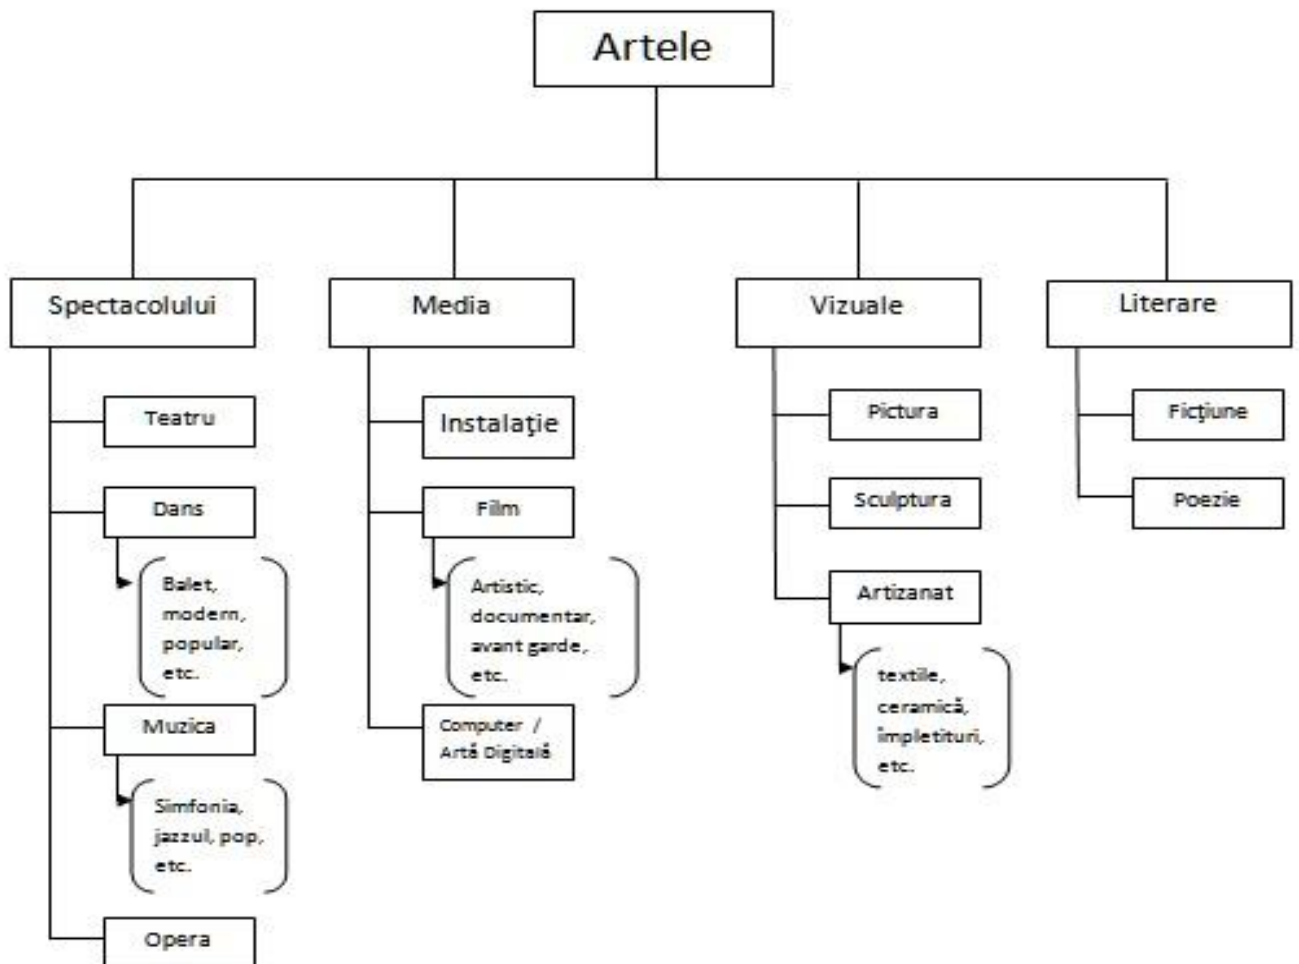 Artele
Spectacolului
Teatru
Dans
Balet,
modern,
popular,
etc.
Muzica
Simfonia,
jazzul, pop,
etc.
Opera
Media
Instalaţie
Film
Artistic,
documentar,
avant garde,
etc.
Computer /
Artă Digitală
Vizuale
Pictura
Sculptura
Artizanat
textile,
ceramică,
împletituri,
etc.
Literare
Ficţiune
Poezie